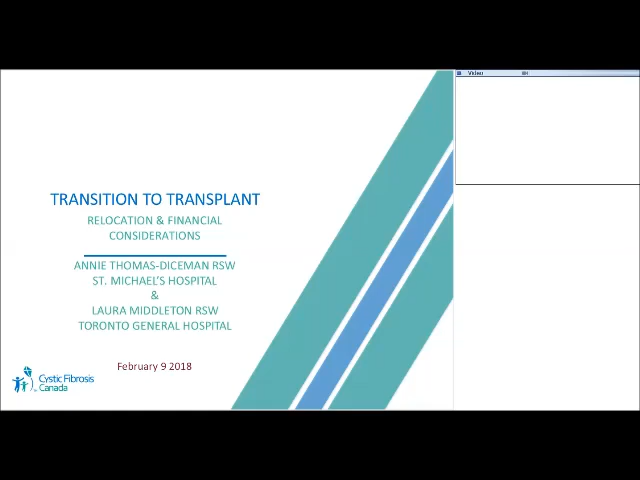 Video
TRANSITION TO TRANSPLANT
RELOCATION & FINANCIAL
CONSIDERATIONS
ANNIE THOMAS-DICEMAN RSW
ST. MICHAEL'S HOSPITAL
&
LAURA MIDDLETON RSW
TORONTO GENERAL HOSPITAL
February 9 2018
Cystic Fibrosis
Canada